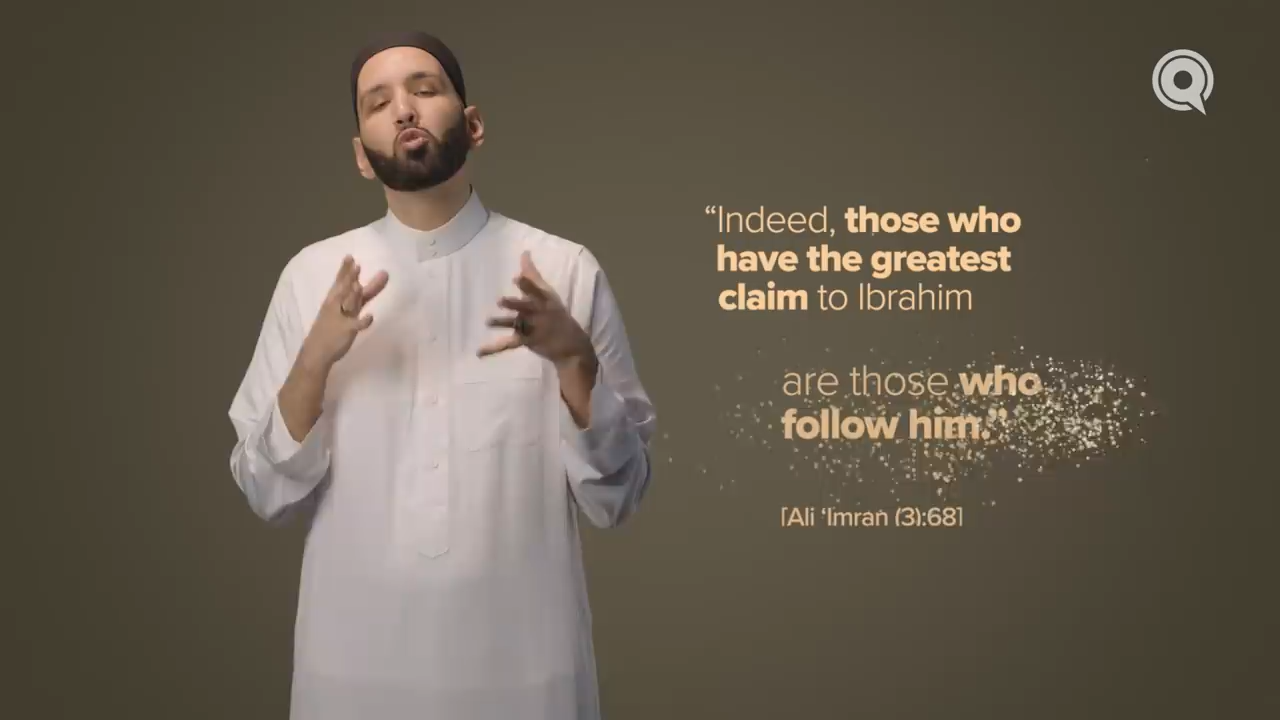 “Indeed, those who
have the greatest
claim to Ibrahim
are those who
follow him.”
[Ali ‘Imran (3):68]